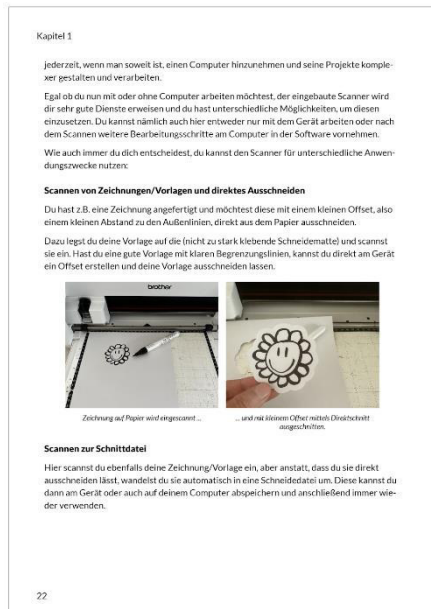 Kapitel 1
jederzeit, wenn man soweit ist, einen Computer hinzunehmen und seine Projekte komple-
xer gestalten und verarbeiten.
Egal ob du nun mit oder ohne Computer arbeiten möchtest, der eingebaute Scanner wird
dir sehr gute Dienste erweisen und du hast unterschiedliche Möglichkeiten, um diesen
einzusetzen. Du kannst nämlich auch hier entweder nur mit dem Gerät arbeiten oder nach
dem Scannen weitere Bearbeitungsschritte am Computer in der Software vornehmen.
Wie auch immer du dich entscheidest, du kannst den Scanner für unterschiedliche Anwen-
dungszwecke nutzen:
Scannen von Zeichnungen/Vorlagen und direktes Ausschneiden
Du hast z.B. eine Zeichnung angefertigt und möchtest diese mit einem kleinen Offset, also
einem kleinen Abstand zu den Außenlinien, direkt aus dem Papier ausschneiden.
Dazu legst du deine Vorlage auf die (nicht zu stark klebende Schneidematte) und scannst
sie ein. Hast du eine gute Vorlage mit klaren Begrenzungslinien, kannst du direkt am Gerät
ein Offset erstellen und deine Vorlage ausschneiden lassen.
brother
Zeichnung auf Papier wird eingescannt ...
... und mit kleinem Offset mittels Direktschnitt
ausgeschnitten.
Scannen zur Schnittdatei
Hier scannst du ebenfalls deine Zeichnung/Vorlage ein, aber anstatt, dass du sie direkt
ausschneiden lässt, wandelst du sie automatisch in eine Schneidedatei um. Diese kannst du
dann am Gerät oder auch auf deinem Computer abspeichern und anschließend immer wie-
der verwenden.
22